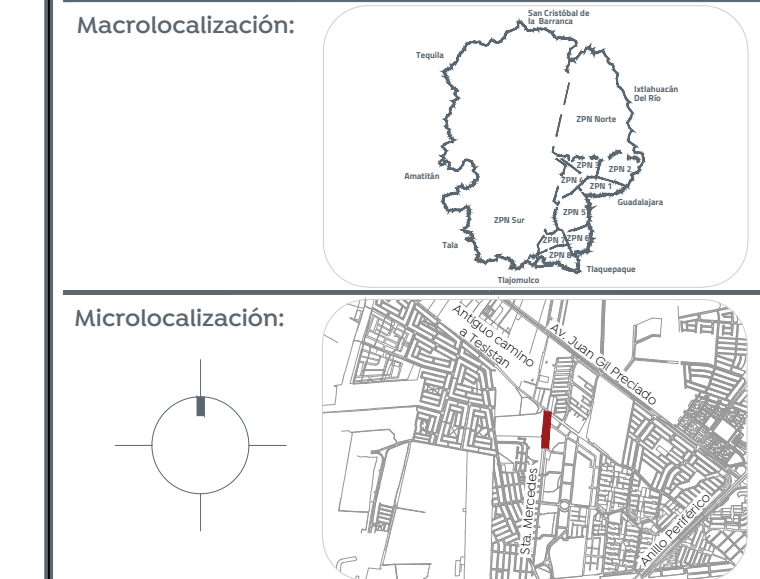 Macrolocalización:
San Cristóbal de
la Barranca
Tequila
Ixtlahuacán
Del Río
ZPN Norte
ZPN 3
ZPN 2
Amatitán
ZPN 4
ZPN 1
Guadalajara
ZPN Sur
ZPN 5
ZPN 7
ZPN 6
Tala
ZPN 8
Tlaquepaque
Tlajomulco
Microlocalización:
Antiguo camino
a Tesistan
Av. Juan Gil Preciado
Sta. Mercedes
Anillo Periférico